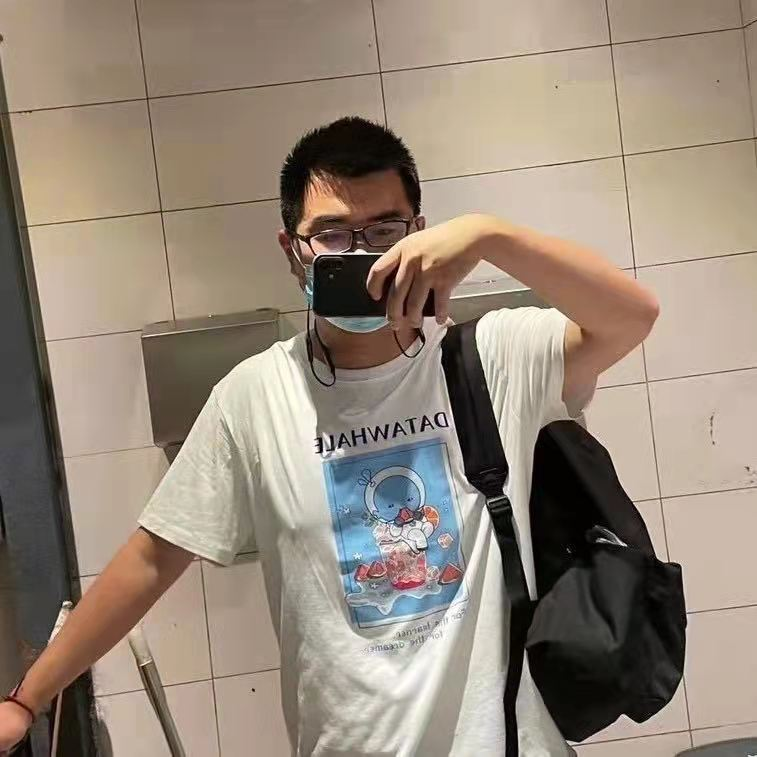 DATAWHALE
For the learner,
for the dreamer.